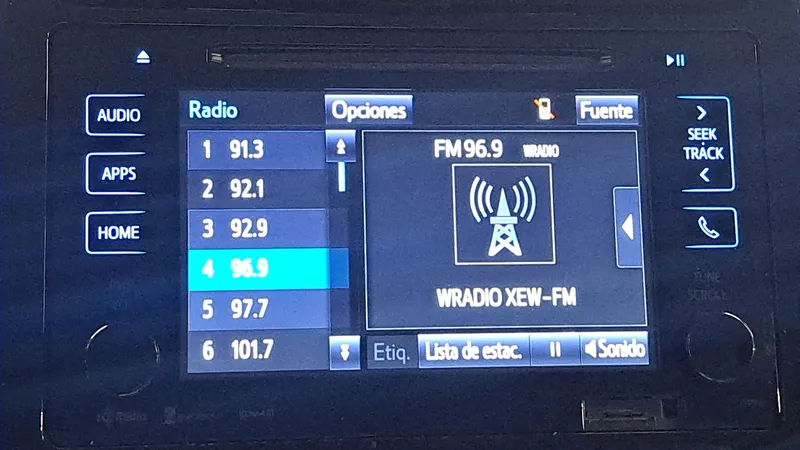 AUDIO
APPS
HOME
Radio
Opciones
Fuente
1 91.3
2 92.1
3 92.9
4 96.9
5 97.7
6 101.7
FM 96.9 WRADIO
WRADIO XEW-FM
Etiq.
Lista de estac.
Sonido
SEEK
TRACK
TUNE
SCROLL